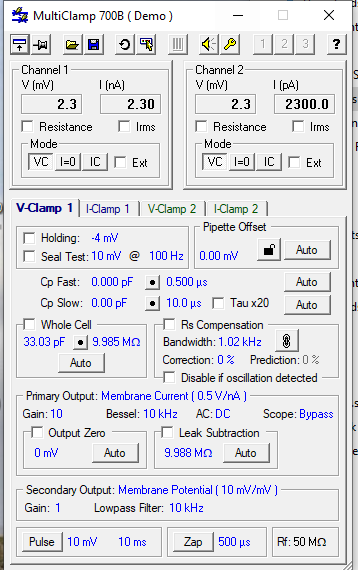 MultiClamp 700B ( Demo )
1 2 3 ?
Channel 1
V (mV) I (nA)
2.3 2.30
Resistance Irms
Mode
VC I=0 IC Ext
Channel 2
V (mV) I (pA)
2.3 2300.0
Resistance Irms
Mode
VC I=0 IC Ext
V-Clamp 1 I-Clamp 1 V-Clamp 2 I-Clamp 2
Holding: -4 mV
Seal Test: 10 mV @ 100 Hz
Pipette Offset
0.00 mV Auto
Cp Fast: 0.000 pF 0.500 µs Auto
Cp Slow: 0.00 pF 10.0 µs Tau x20 Auto
Whole Cell
33.03 pF 9.985 MΩ
Auto
Rs Compensation
Bandwidth: 1.02 kHz
Correction: 0 % Prediction: 0 %
Disable if oscillation detected
Primary Output: Membrane Current ( 0.5 V/nA )
Gain: 10 Bessel: 10 kHz AC: DC Scope: Bypass
Output Zero
0 mV Auto
Leak Subtraction
9.988 MΩ Auto
Secondary Output: Membrane Potential ( 10 mV/mV )
Gain: 1 Lowpass Filter: 10 kHz
Pulse 10 mV 10 ms Zap 500 µs Rf: 50 MΩ